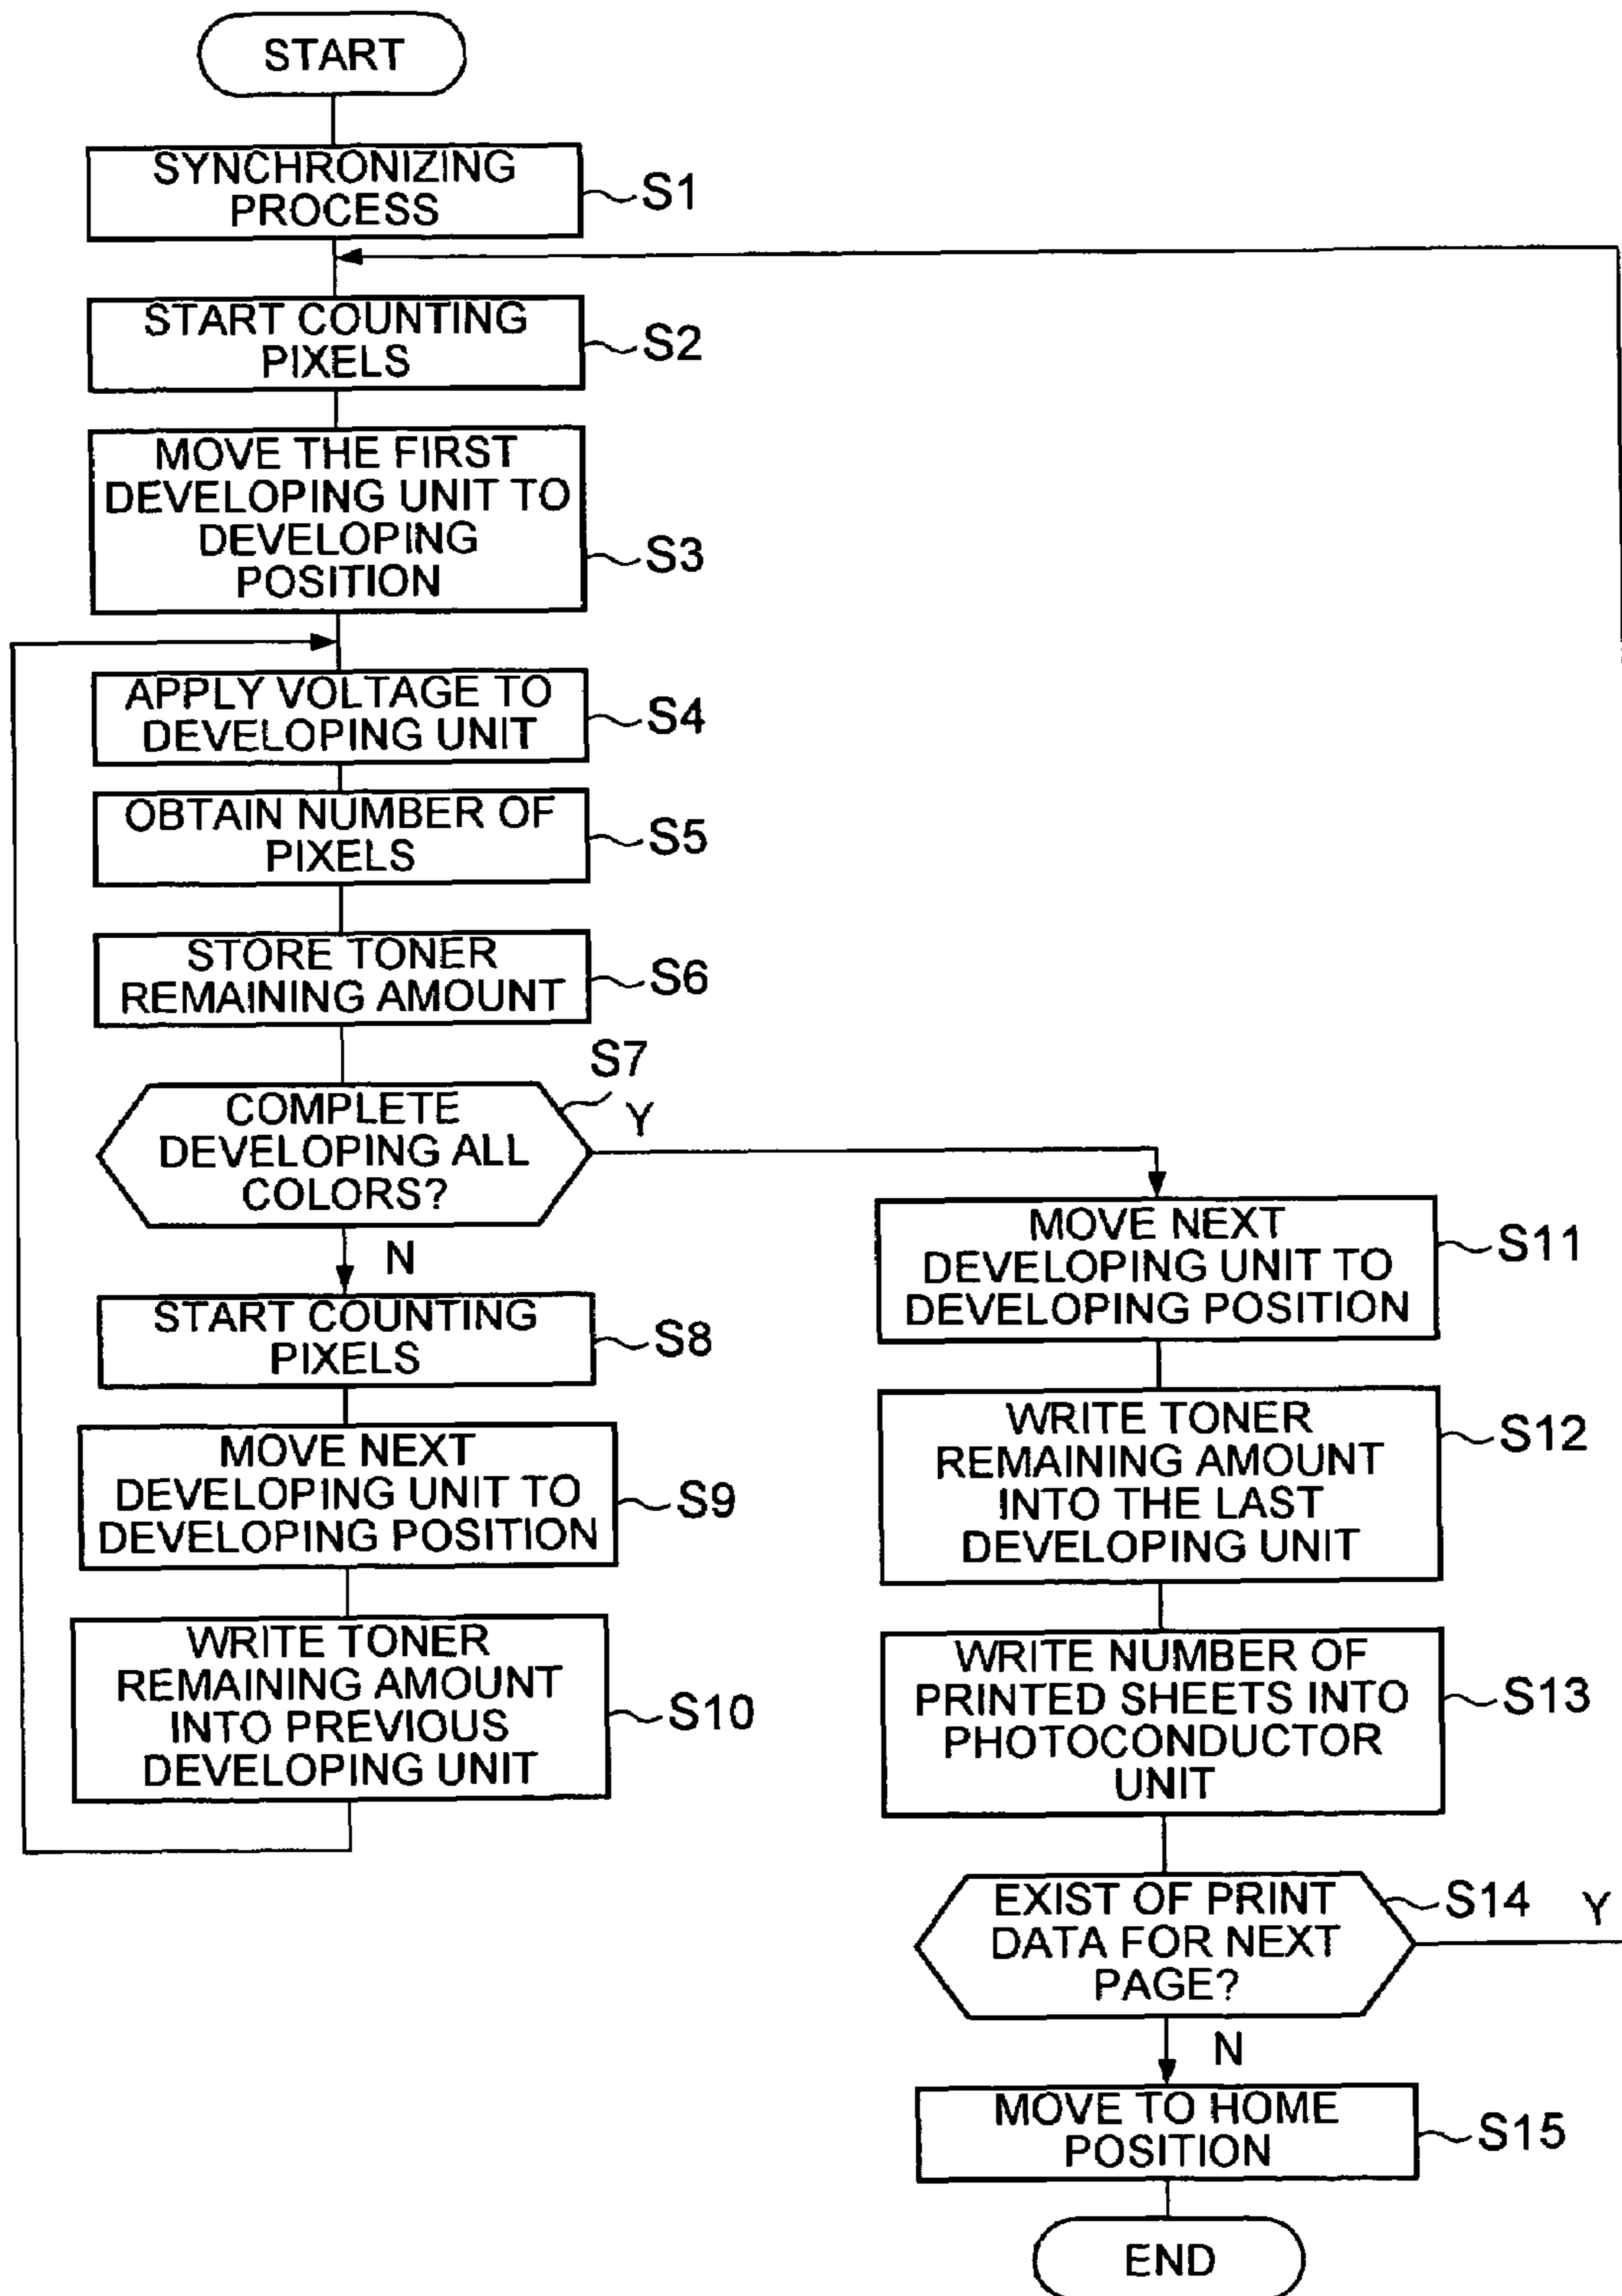 START
SYNCHRONIZING
PROCESS
S1
START COUNTING
PIXELS
S2
MOVE THE FIRST
DEVELOPING UNIT TO
DEVELOPING
POSITION
S3
APPLY VOLTAGE TO
DEVELOPING UNIT
S4
OBTAIN NUMBER OF
PIXELS
S5
STORE TONER
REMAINING AMOUNT
S6
S7
COMPLETE
DEVELOPING ALL
COLORS?
Y
N
START COUNTING
PIXELS
S8
MOVE NEXT
DEVELOPING UNIT TO
DEVELOPING POSITION
S9
WRITE TONER
REMAINING AMOUNT
INTO PREVIOUS
DEVELOPING UNIT
S10
MOVE NEXT
DEVELOPING UNIT TO
DEVELOPING POSITION
S11
WRITE TONER
REMAINING AMOUNT
INTO THE LAST
DEVELOPING UNIT
S12
WRITE NUMBER OF
PRINTED SHEETS INTO
PHOTOCONDUCTOR
UNIT
S13
EXIST OF PRINT
DATA FOR NEXT
PAGE?
S14
Y
N
MOVE TO HOME
POSITION
S15
END